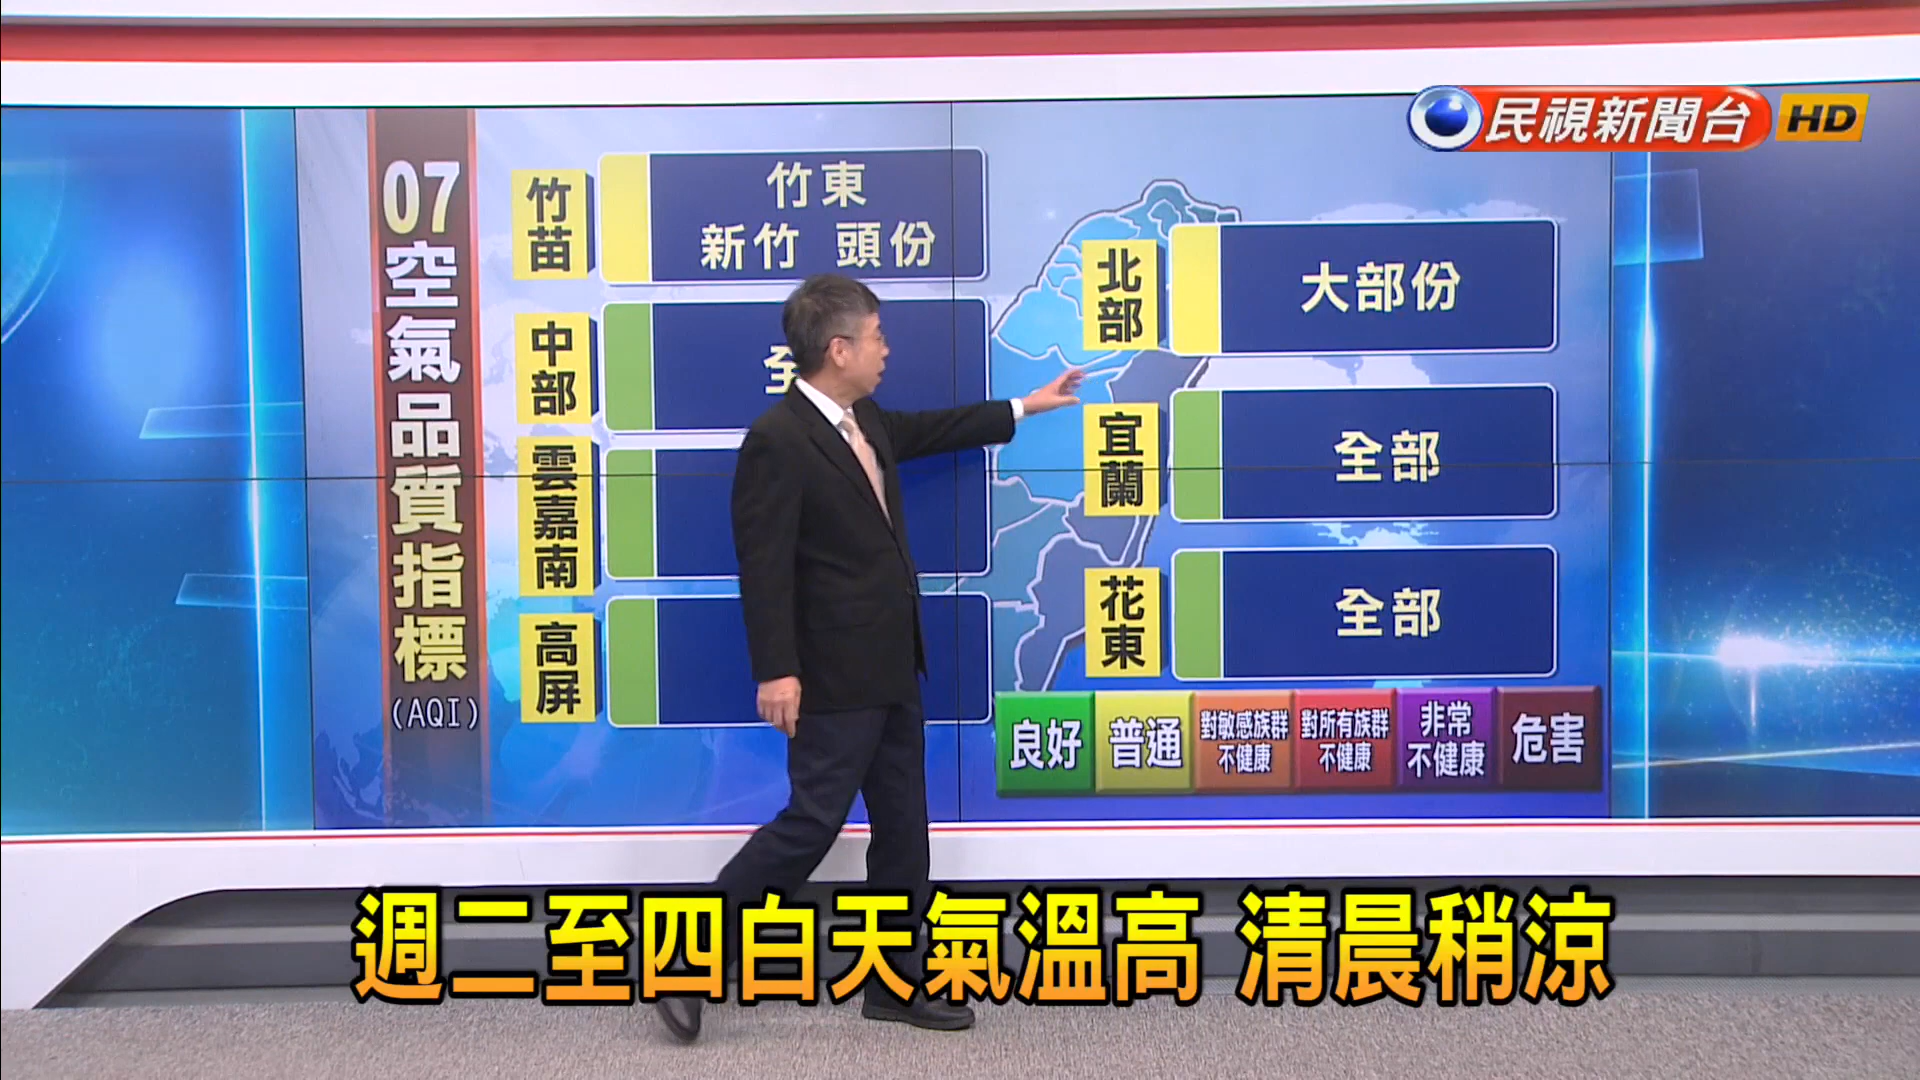 民視新聞台 HD
07空氣品質指標
(AQI)
竹苗
竹東
新竹 頭份
中部
雲嘉南
高屏
北部
大部份
宜蘭
全部
花東
全部
良好
普通
對敏感族群
不健康
對所有族群
不健康
非常
不健康
危害
週二至四白天氣溫高 清晨稍涼